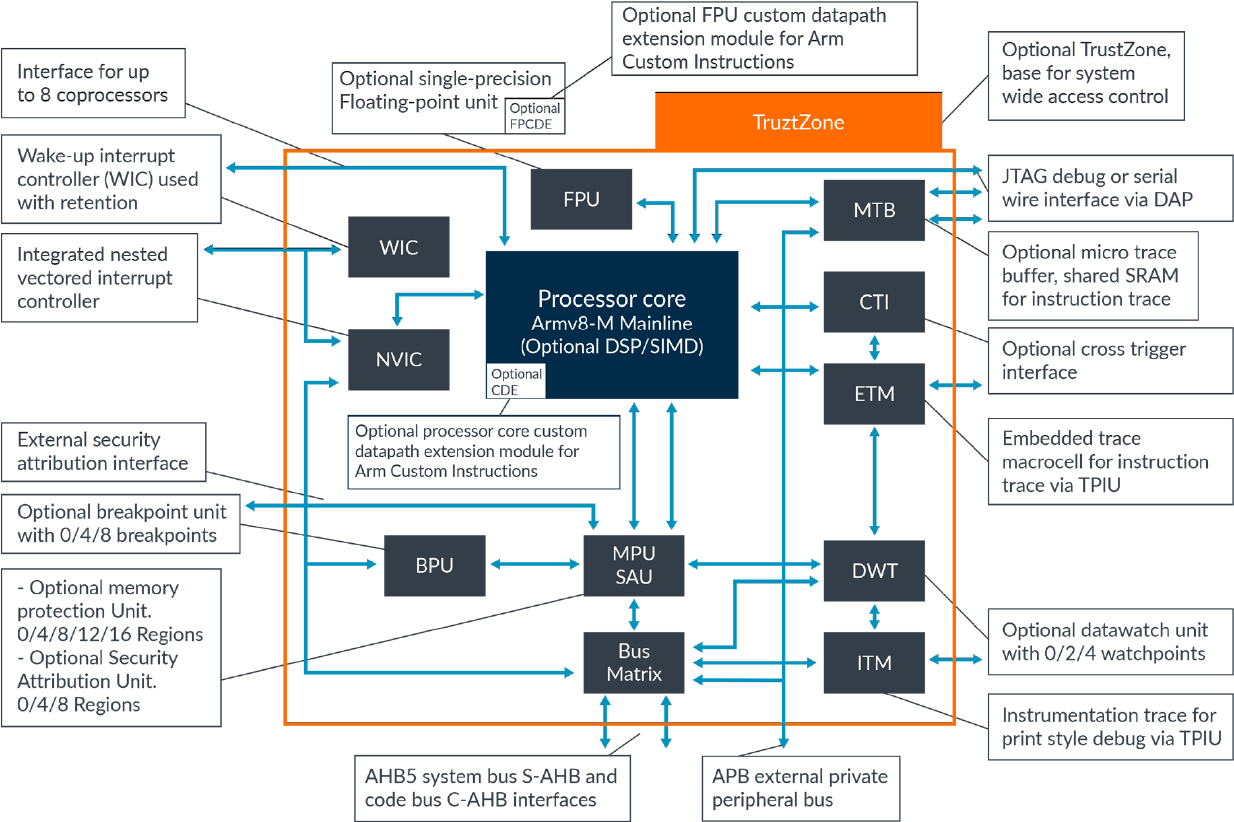 Optional FPU custom datapath
extension module for Arm
Custom Instructions
Interface for up
to 8 coprocessors
Optional single-precision
Floating-point unit
Optional
FPCDE
Optional TrustZone,
base for system
wide access control
TruztZone
Wake-up interrupt
controller (WIC) used
with retention
JTAG debug or serial
wire interface via DAP
FPU
MTB
WIC
Integrated nested
vectored interrupt
controller
Optional micro trace
buffer, shared SRAM
for instruction trace
Processor core
Armv8-M Mainline
(Optional DSP/SIMD)
Optional
CDE
CTI
NVIC
Optional cross trigger
interface
ETM
Optional processor core custom
datapath extension module for
Arm Custom Instructions
External security
attribution interface
Embedded trace
macrocell for instruction
trace via TPIU
Optional breakpoint unit
with 0/4/8 breakpoints
BPU
MPU
SAU
DWT
- Optional memory
protection Unit.
0/4/8/12/16 Regions
- Optional Security
Attribution Unit.
0/4/8 Regions
Optional datawatch unit
with 0/2/4 watchpoints
Bus
Matrix
ITM
Instrumentation trace for
print style debug via TPIU
AHB5 system bus S-AHB and
code bus C-AHB interfaces
APB external private
peripheral bus